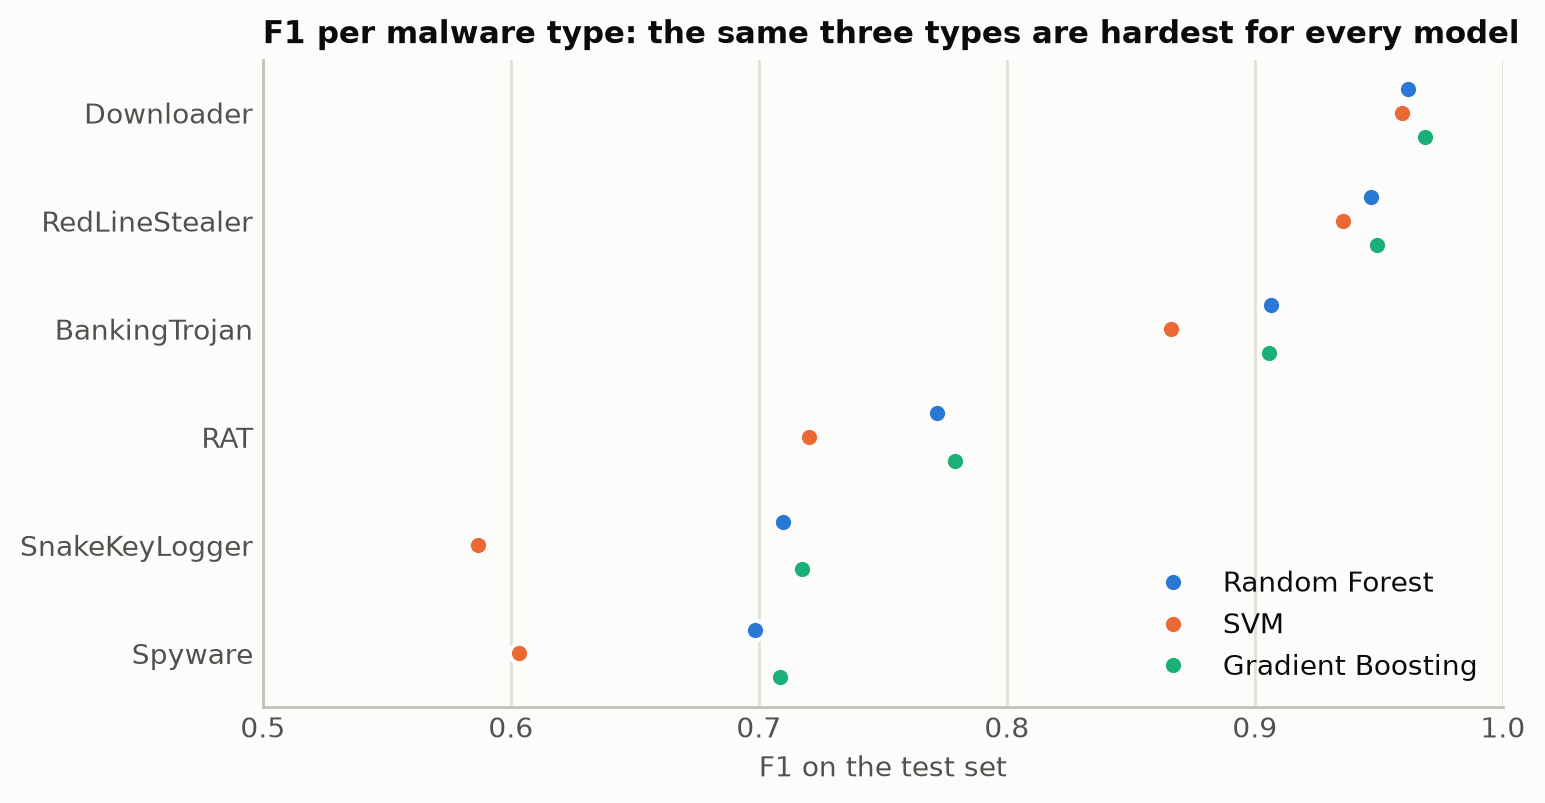 F1 per malware type: the same three types are hardest for every model
Downloader
RedLineStealer
BankingTrojan
RAT
SnakeKeyLogger
Spyware
Random Forest
SVM
Gradient Boosting
0.5 0.6 0.7 0.8 0.9 1.0
F1 on the test set